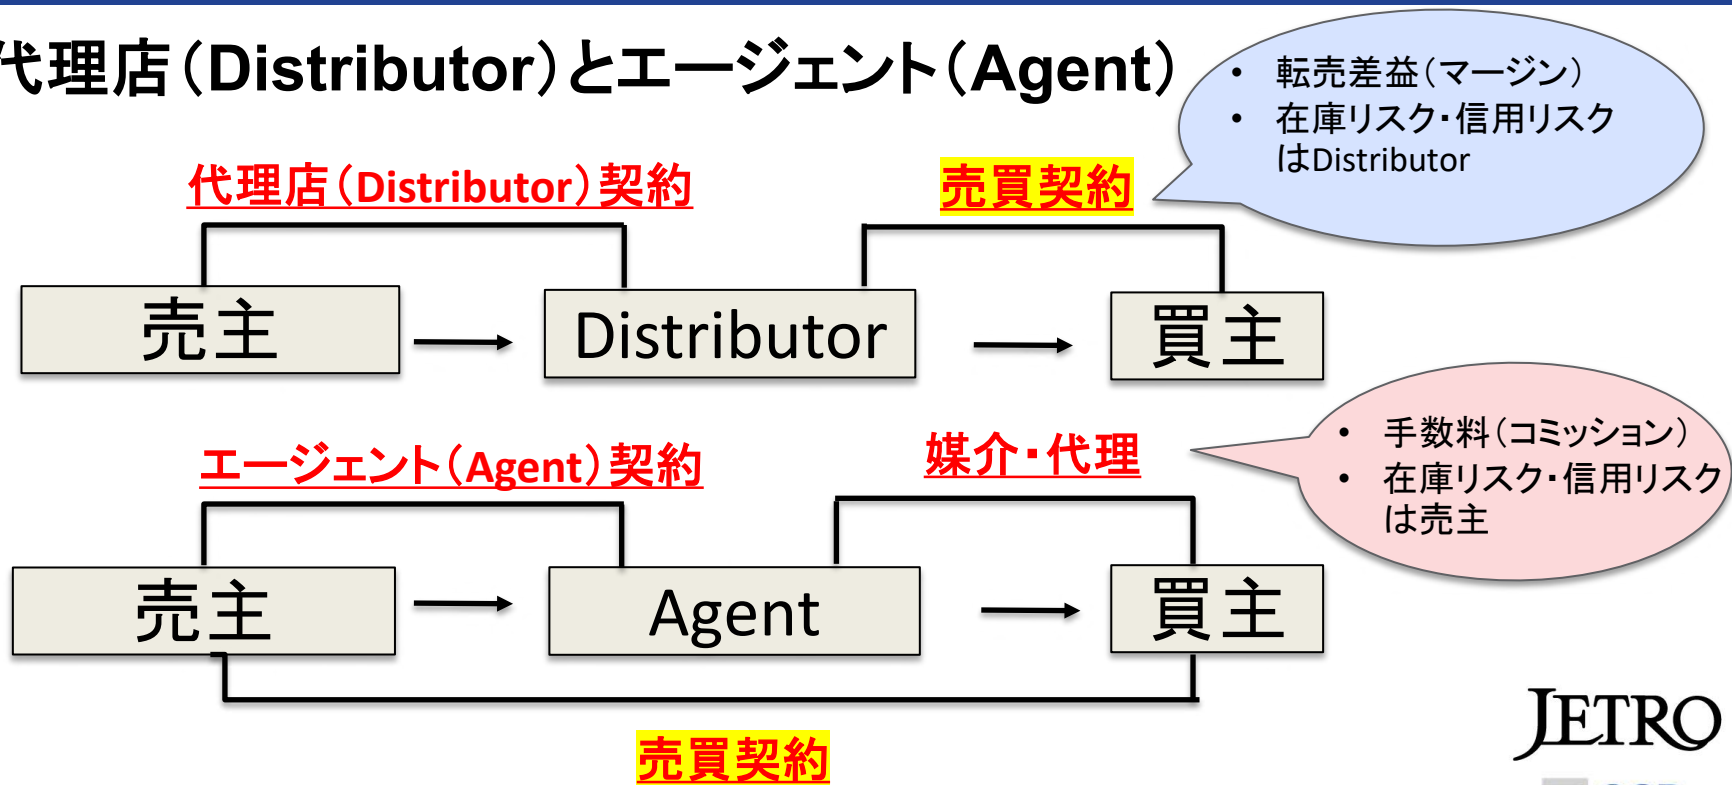 代理店（Distributor）とエージェント（Agent）
• 転売差益（マージン）
• 在庫リスク・信用リスク
はDistributor
代理店（Distributor）契約
売買契約
売主
Distributor
買主
• 手数料（コミッション）
• 在庫リスク・信用リスク
は売主
エージェント（Agent）契約
媒介・代理
売主
Agent
買主
売買契約
JETRO